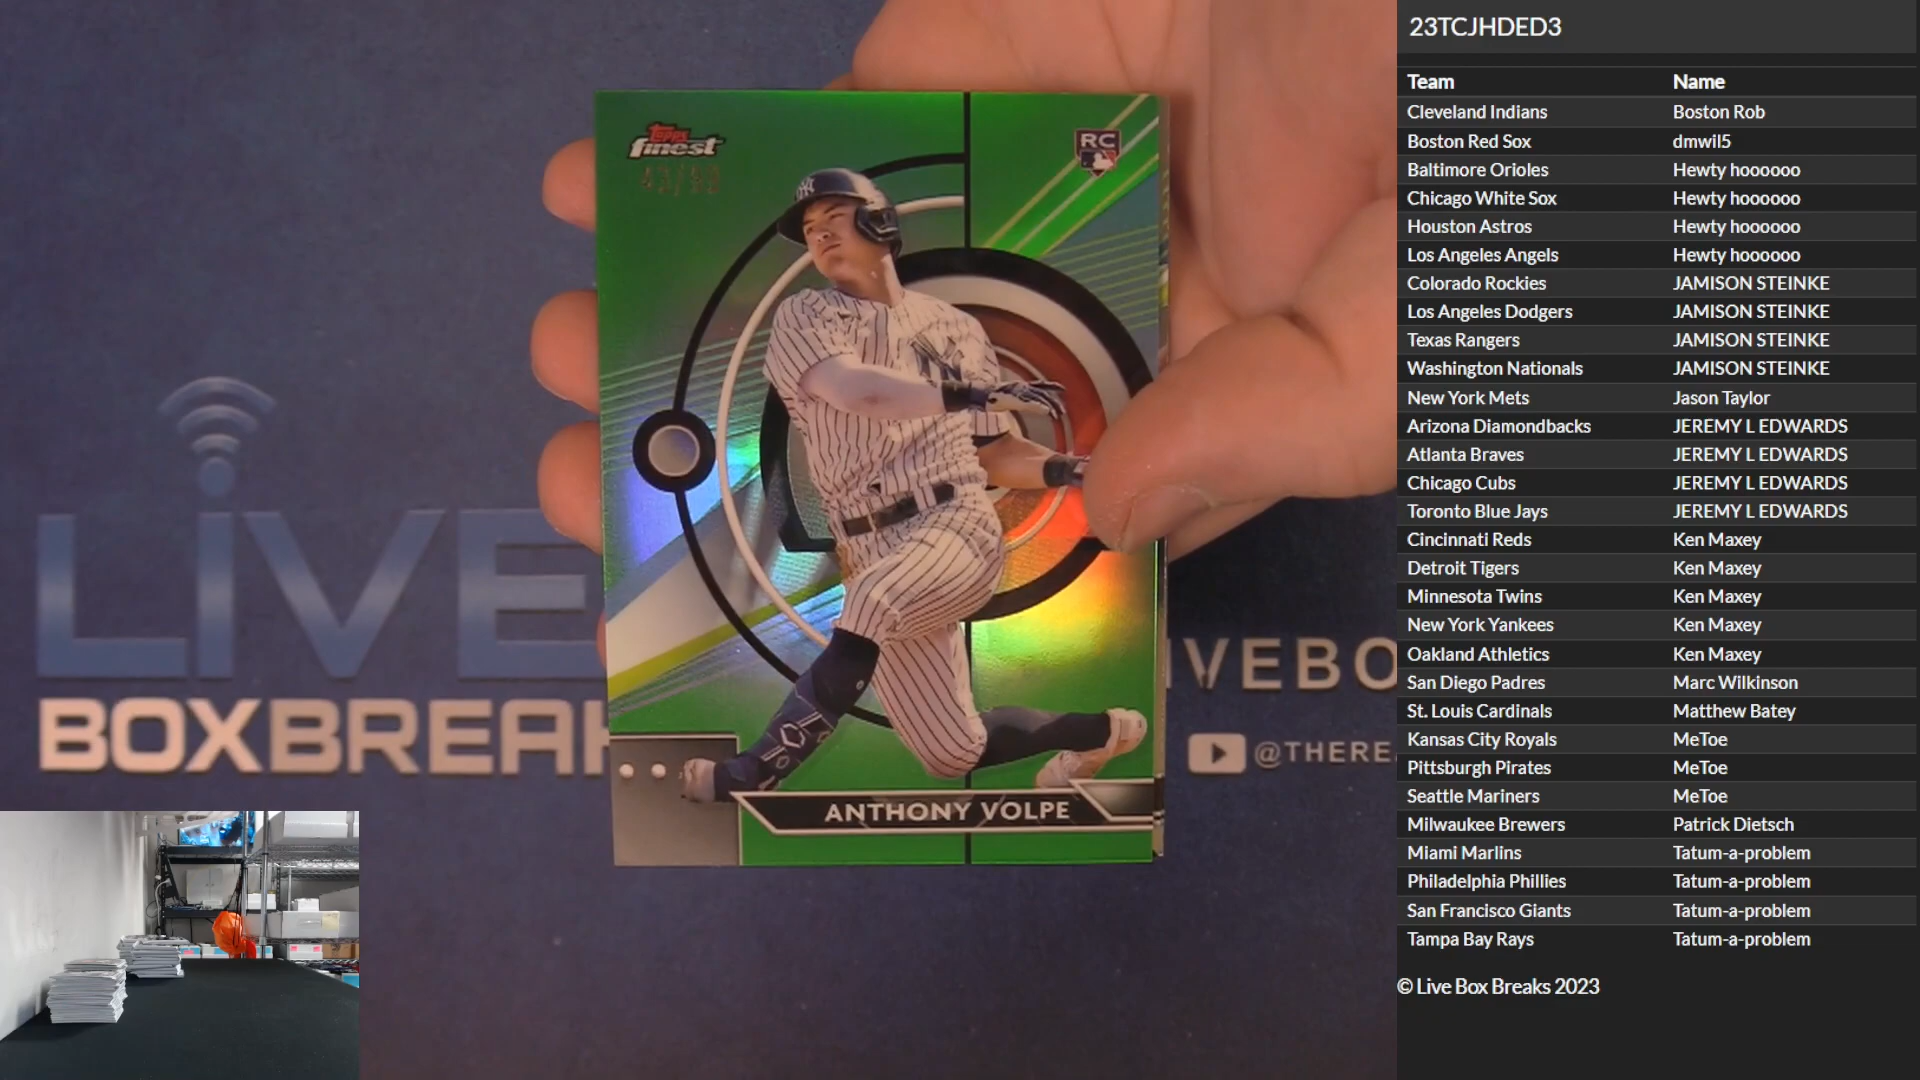 23TCJHDED3
Team Name
Cleveland Indians Boston Rob
Boston Red Sox dmwil5
Baltimore Orioles Hewty hoooooo
Chicago White Sox Hewty hoooooo
Houston Astros Hewty hoooooo
Los Angeles Angels Hewty hoooooo
Colorado Rockies JAMISON STEINKE
Los Angeles Dodgers JAMISON STEINKE
Texas Rangers JAMISON STEINKE
Washington Nationals JAMISON STEINKE
New York Mets Jason Taylor
Arizona Diamondbacks JEREMY L EDWARDS
Atlanta Braves JEREMY L EDWARDS
Chicago Cubs JEREMY L EDWARDS
Toronto Blue Jays JEREMY L EDWARDS
Cincinnati Reds Ken Maxey
Detroit Tigers Ken Maxey
Minnesota Twins Ken Maxey
New York Yankees Ken Maxey
Oakland Athletics Ken Maxey
San Diego Padres Marc Wilkinson
St. Louis Cardinals Matthew Batey
Kansas City Royals MeToe
Pittsburgh Pirates MeToe
Seattle Mariners MeToe
Milwaukee Brewers Patrick Dietsch
Miami Marlins Tatum-a-problem
Philadelphia Phillies Tatum-a-problem
San Francisco Giants Tatum-a-problem
Tampa Bay Rays Tatum-a-problem
© Live Box Breaks 2023
Topps
finest
RC
NY
ANTHONY VOLPE
LiVE
BOXBREA
IVEBO
@THEREA